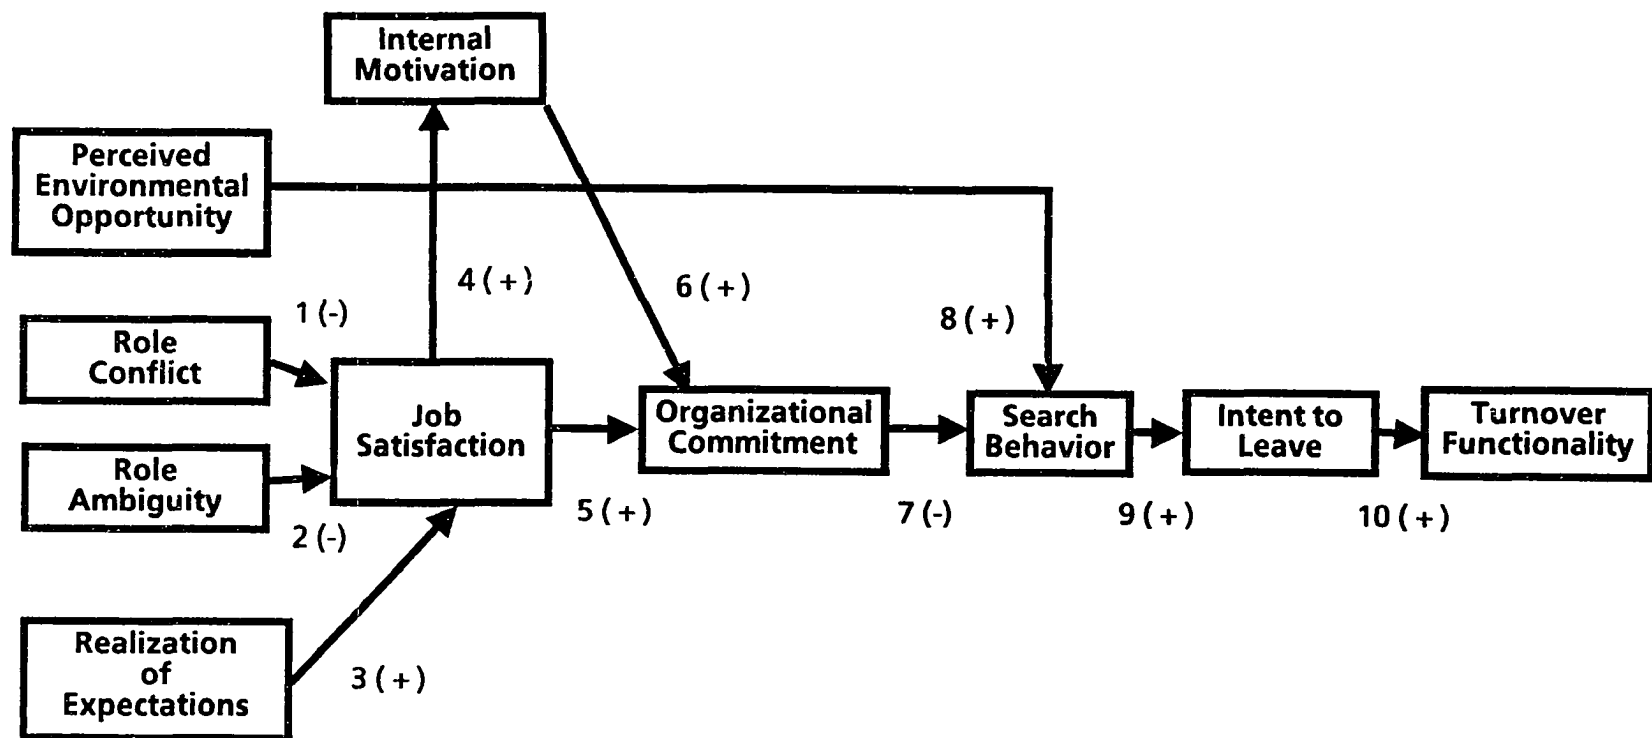 Internal
Motivation
Perceived
Environmental
Opportunity
4 ( + )
6 ( + )
1 (-)
8 ( + )
Role
Conflict
Job
Satisfaction
Organizational
Commitment
Search
Behavior
Intent to
Leave
Turnover
Functionality
Role
Ambiguity
2 (-)
5 ( + )
7 (-)
9 ( + )
10 ( + )
Realization
of
Expectations
3 ( + )